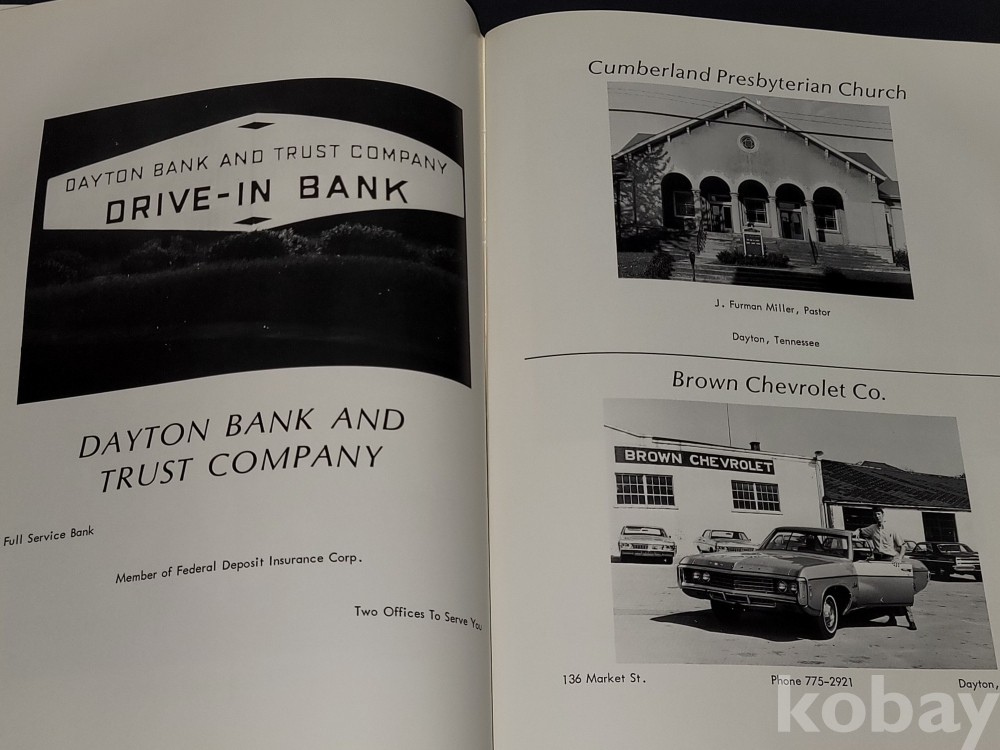 DAYTON BANK AND TRUST COMPANY
DRIVE-IN BANK
DAYTON BANK AND
TRUST COMPANY
Full Service Bank
Member of Federal Deposit Insurance Corp.
Two Offices To Serve You
Cumberland Presbyterian Church
J. Furman Miller, Pastor
Dayton, Tennessee
Brown Chevrolet Co.
BROWN CHEVROLET
136 Market St. Phone 775-2921 Dayton,
kobay